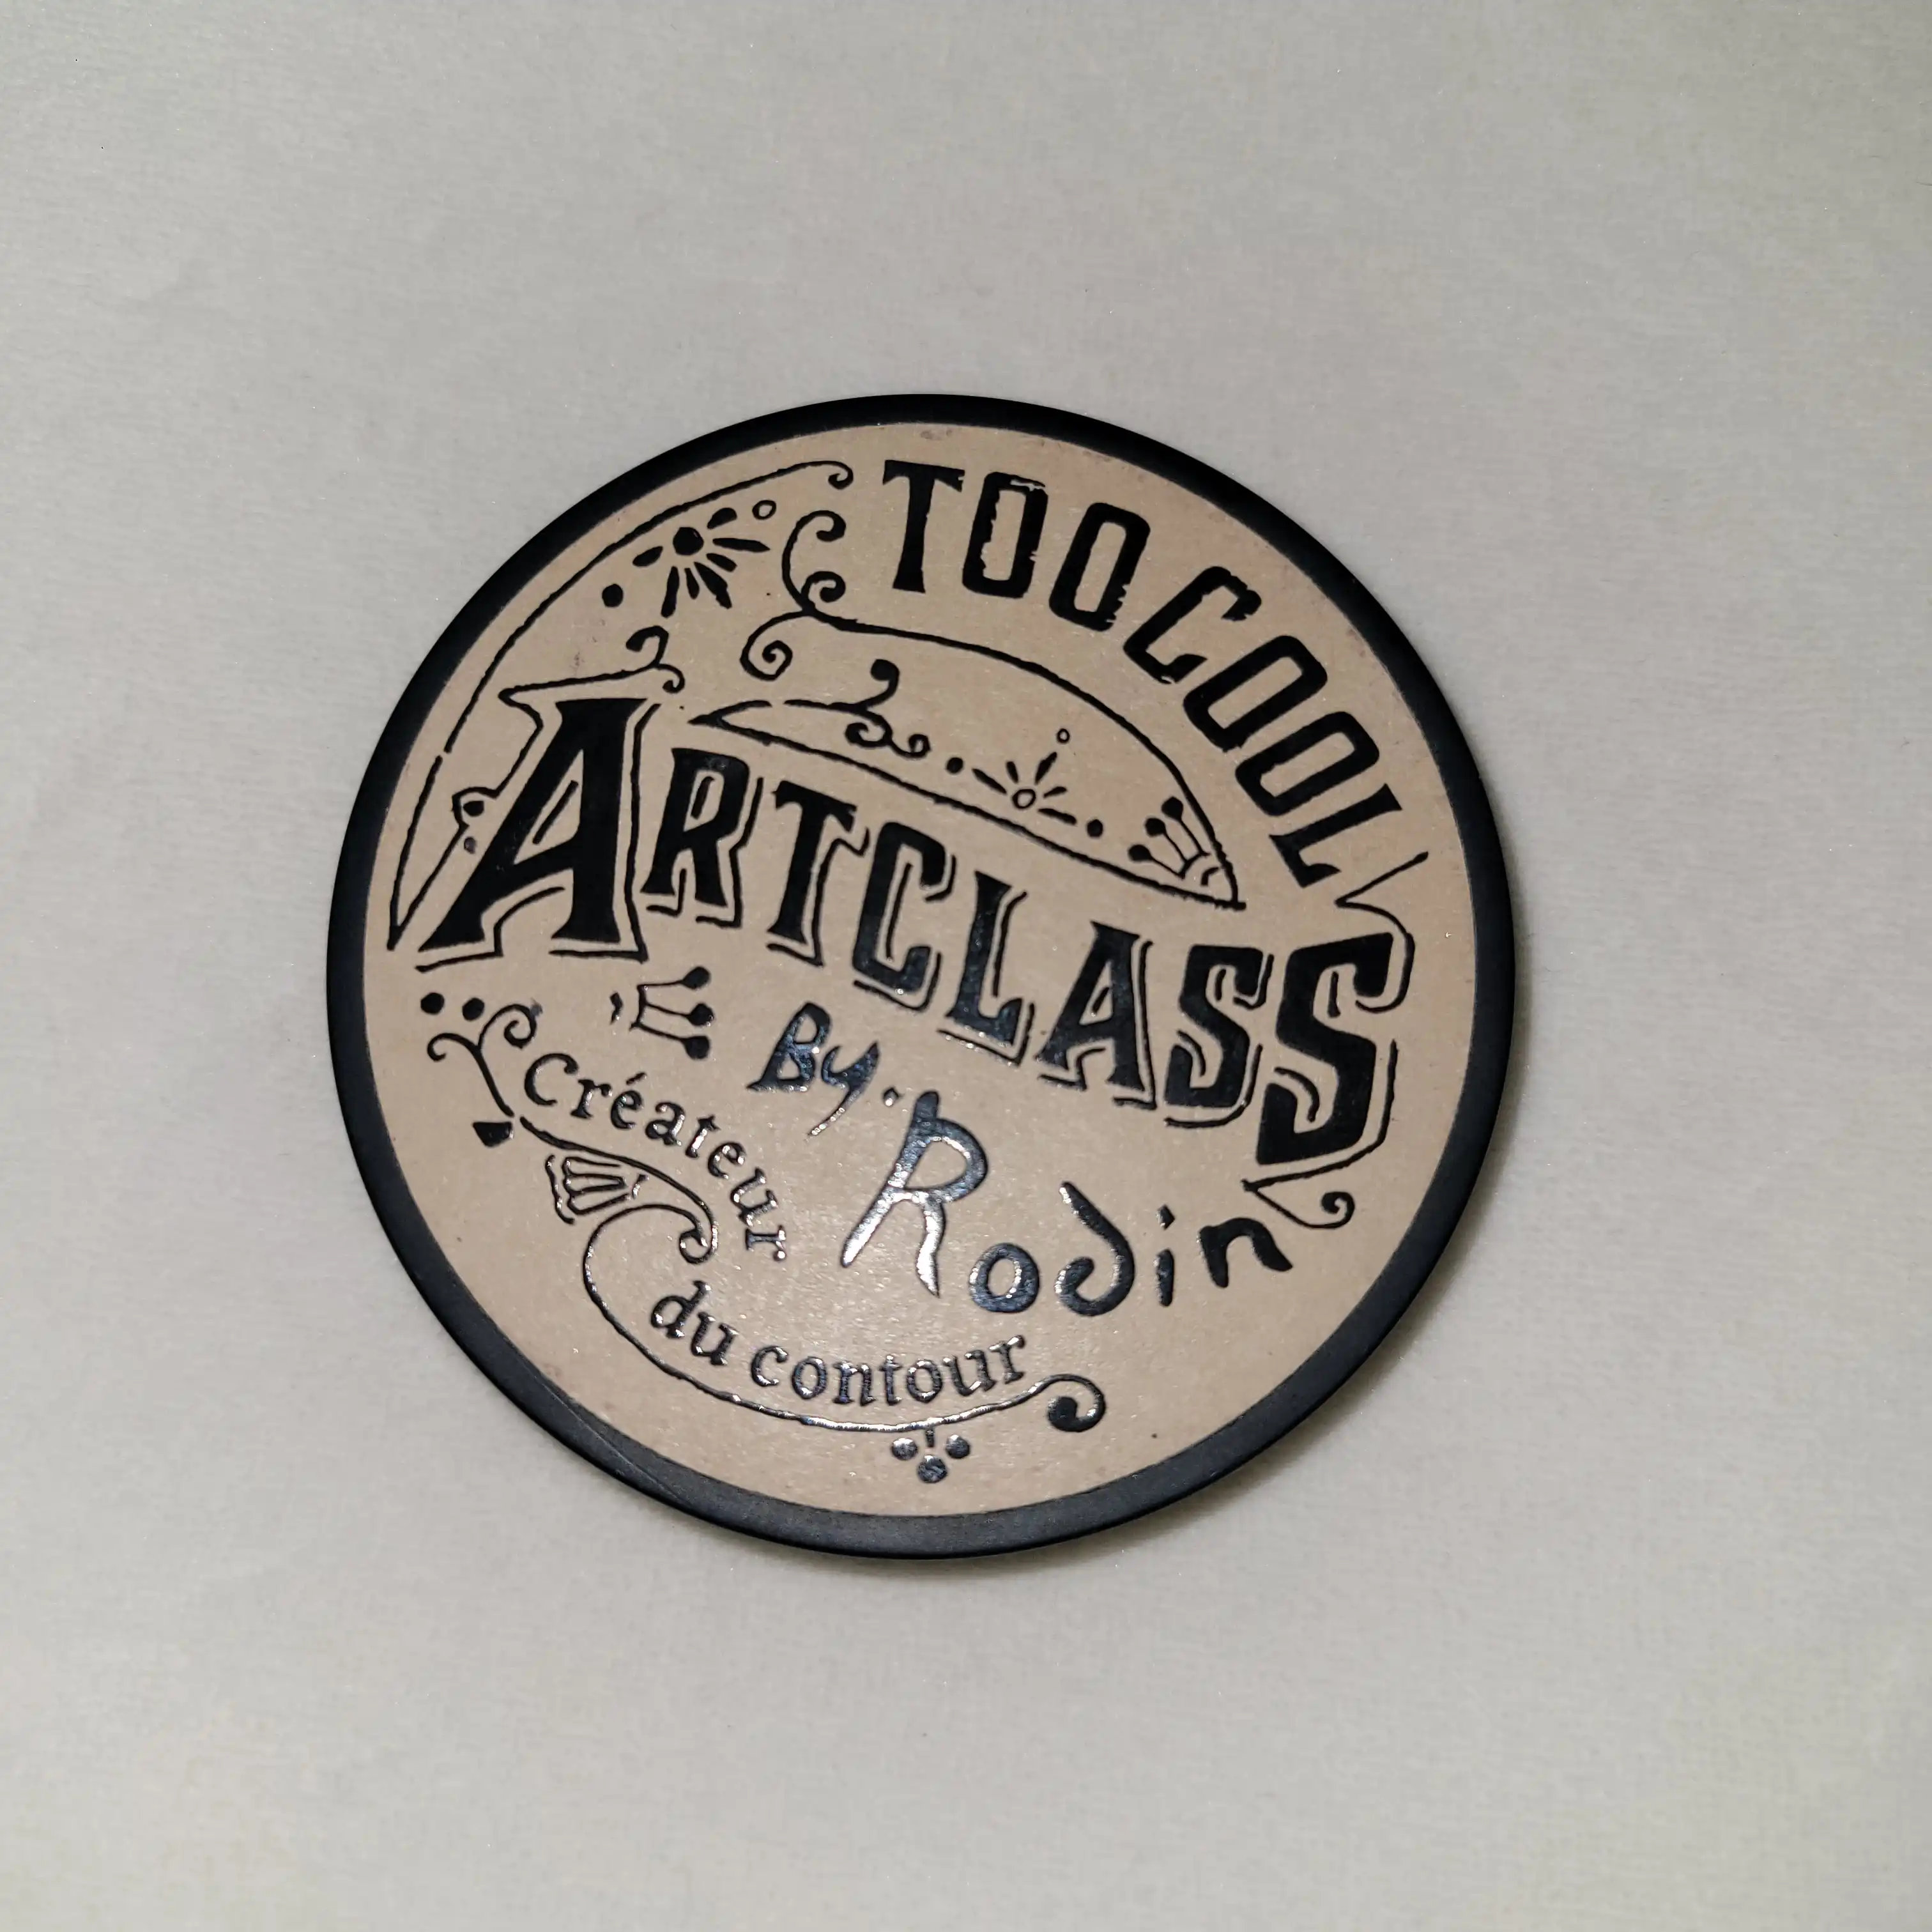 TOO COOL
ARTCLASS
By. Rodin
Créateur
du contour